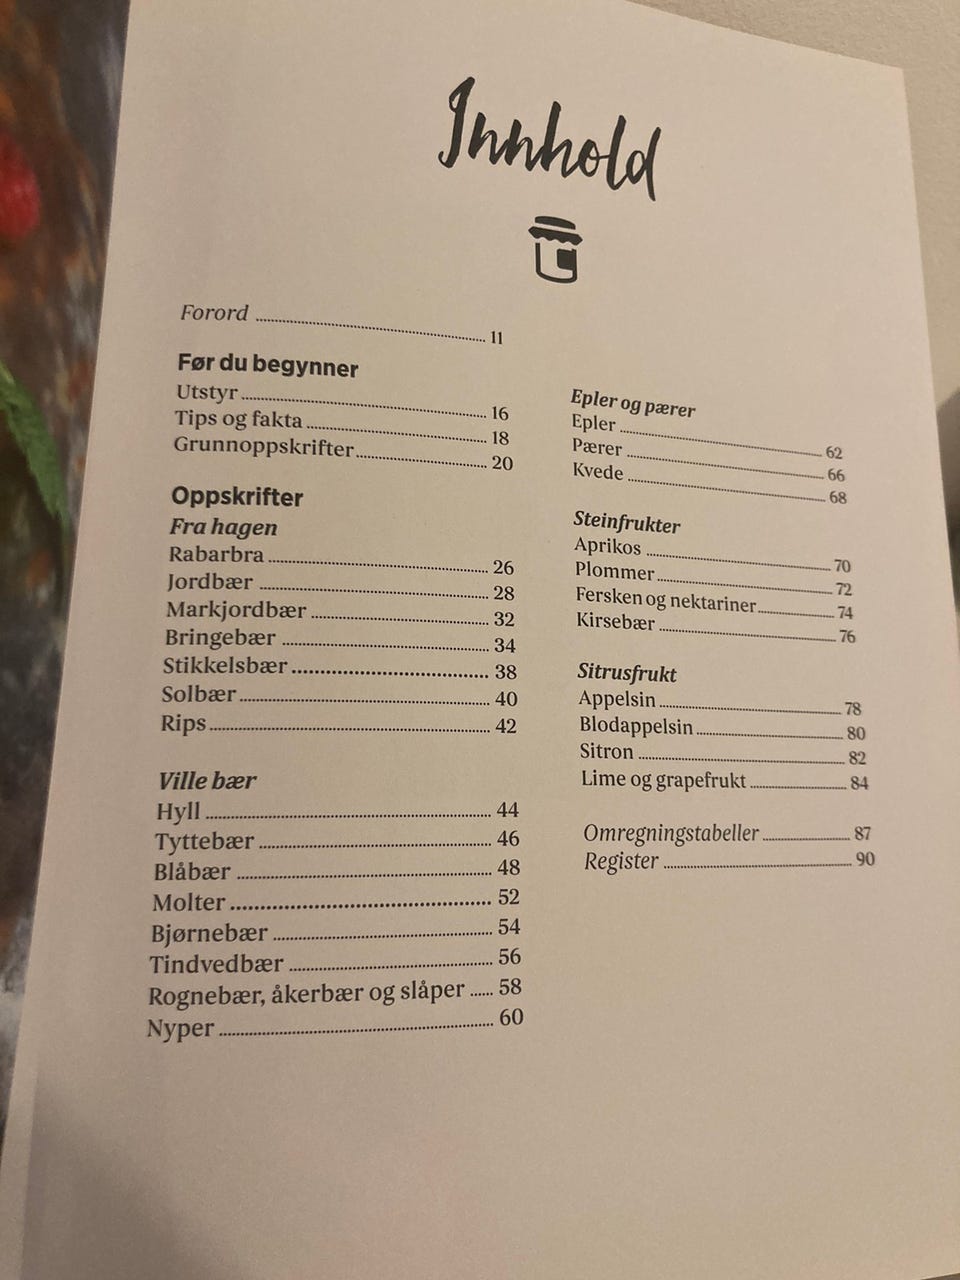 Innhold
Forord 11
Før du begynner
Utstyr 16
Tips og fakta 18
Grunnoppskrifter 20
Oppskrifter
Fra hagen
Rabarbra 26
Jordbær 28
Markjordbær 32
Bringebær 34
Stikkelsbær 38
Solbær 40
Rips 42
Ville bær
Hyll 44
Tyttebær 46
Blåbær 48
Molter 52
Bjørnebær 54
Tindvedbær 56
Rognebær, åkerbær og slåper 58
Nyper 60
Epler og pærer
Epler 62
Pærer 66
Kvede 68
Steinfrukter
Aprikos 70
Plommer 72
Fersken og nektariner 74
Kirsebær 76
Sitrusfrukt
Appelsin 78
Blodappelsin 80
Sitron 82
Lime og grapefrukt 84
Omregningstabeller 87
Register 90